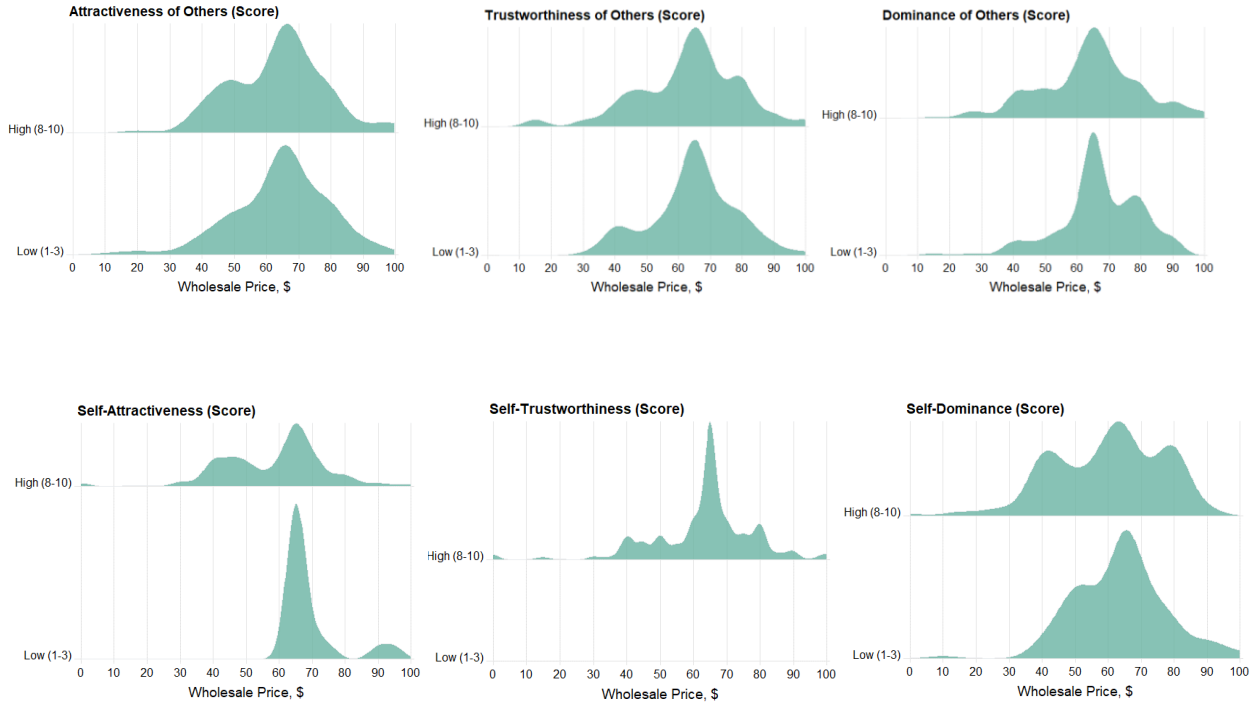 Attractiveness of Others (Score)
High (8-10)
Low (1-3)
0 10 20 30 40 50 60 70 80 90 100
Wholesale Price, $
Trustworthiness of Others (Score)
High (8-10)
Low (1-3)
0 10 20 30 40 50 60 70 80 90 100
Wholesale Price, $
Dominance of Others (Score)
High (8-10)
Low (1-3)
0 10 20 30 40 50 60 70 80 90 100
Wholesale Price, $
Self-Attractiveness (Score)
High (8-10)
Low (1-3)
0 10 20 30 40 50 60 70 80 90 100
Wholesale Price, $
Self-Trustworthiness (Score)
High (8-10)
Low (1-3)
0 10 20 30 40 50 60 70 80 90 100
Wholesale Price, $
Self-Dominance (Score)
High (8-10)
Low (1-3)
0 10 20 30 40 50 60 70 80 90 100
Wholesale Price, $